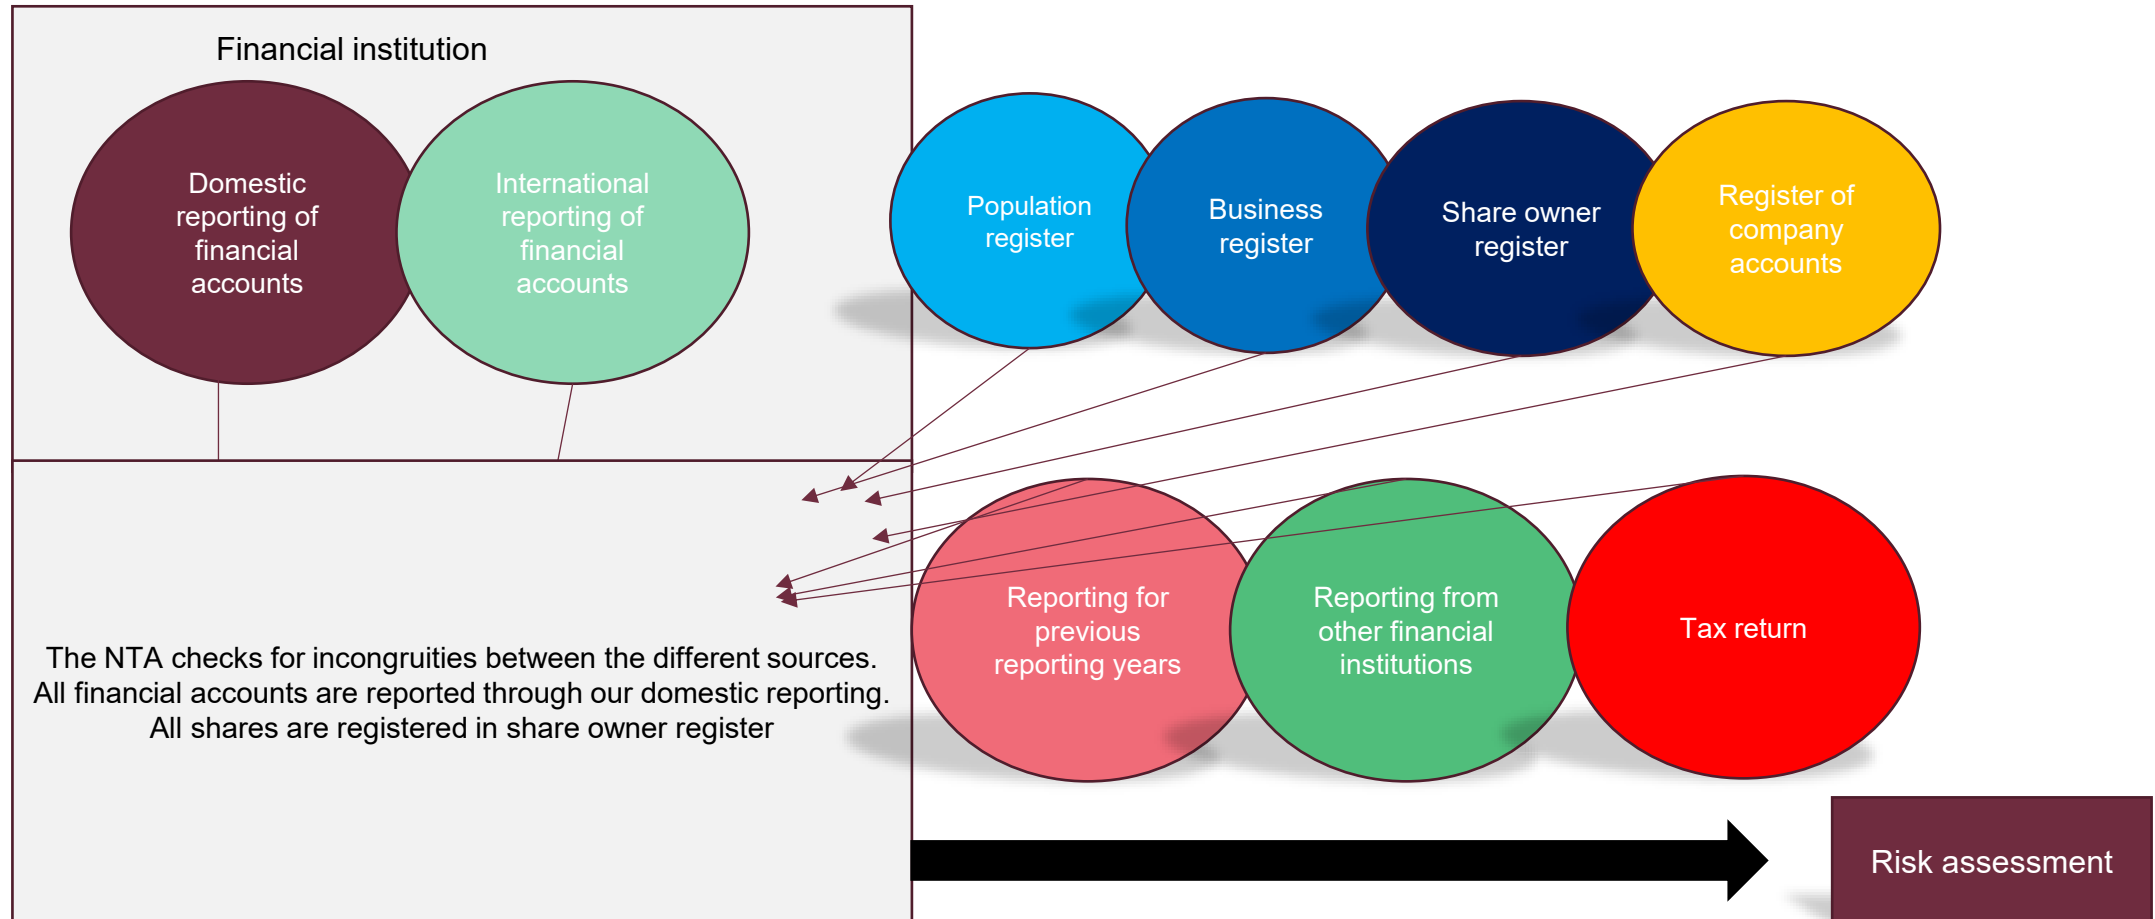 Financial institution
Domestic
reporting of
financial
accounts
International
reporting of
financial
accounts
Population
register
Business
register
Share owner
register
Register of
company
accounts
Reporting for
previous
reporting years
Reporting from
other financial
institutions
Tax return
The NTA checks for incongruities between the different sources.
All financial accounts are reported through our domestic reporting.
All shares are registered in share owner register
Risk assessment